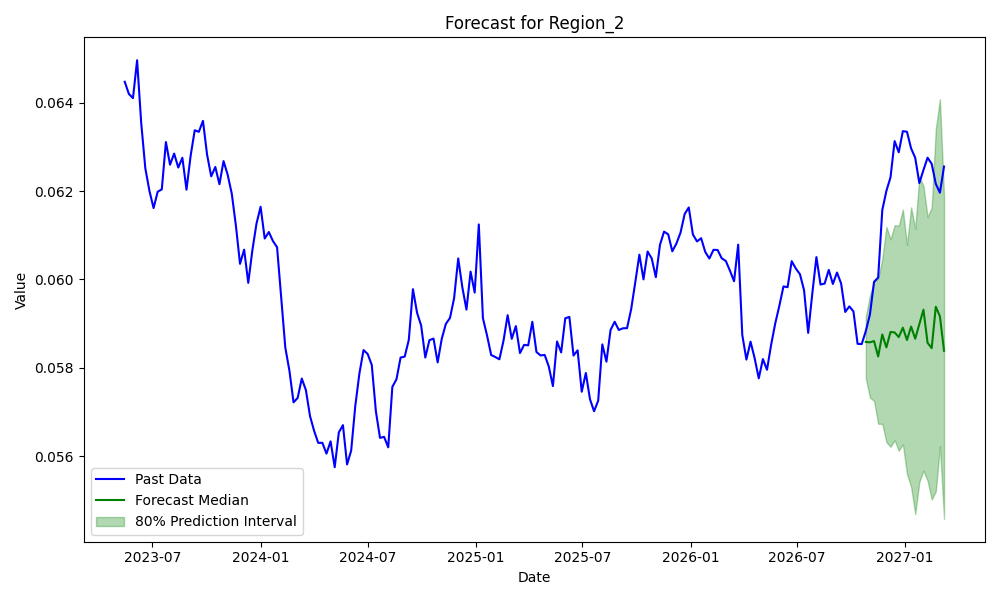 Forecast for Region_2
Value
0.064
0.062
0.060
0.058
0.056
Past Data
Forecast Median
80% Prediction Interval
2023-07 2024-01 2024-07 2025-01 2025-07 2026-01 2026-07 2027-01
Date